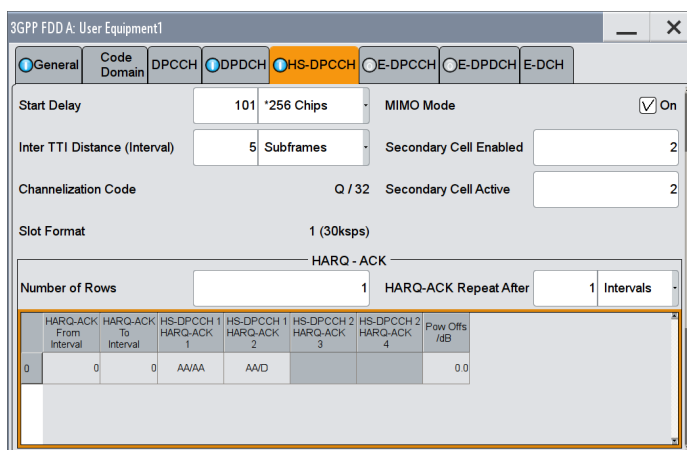 3GPP FDD A: User Equipment1
General
Code Domain
DPCCH
DPDCH
HS-DPCCH
E-DPCCH
E-DPDCH
E-DCH
Start Delay 101 *256 Chips MIMO Mode On
Inter TTI Distance (Interval) 5 Subframes Secondary Cell Enabled 2
Channelization Code Q / 32 Secondary Cell Active 2
Slot Format 1 (30ksps)
HARQ - ACK
Number of Rows 1 HARQ-ACK Repeat After 1 Intervals
HARQ-ACK From Interval
HARQ-ACK To Interval
HS-DPCCH 1 HARQ-ACK 1
HS-DPCCH 1 HARQ-ACK 2
HS-DPCCH 2 HARQ-ACK 3
HS-DPCCH 2 HARQ-ACK 4
Pow Offs /dB
0 0 0 AA/AA AA/D 0.0